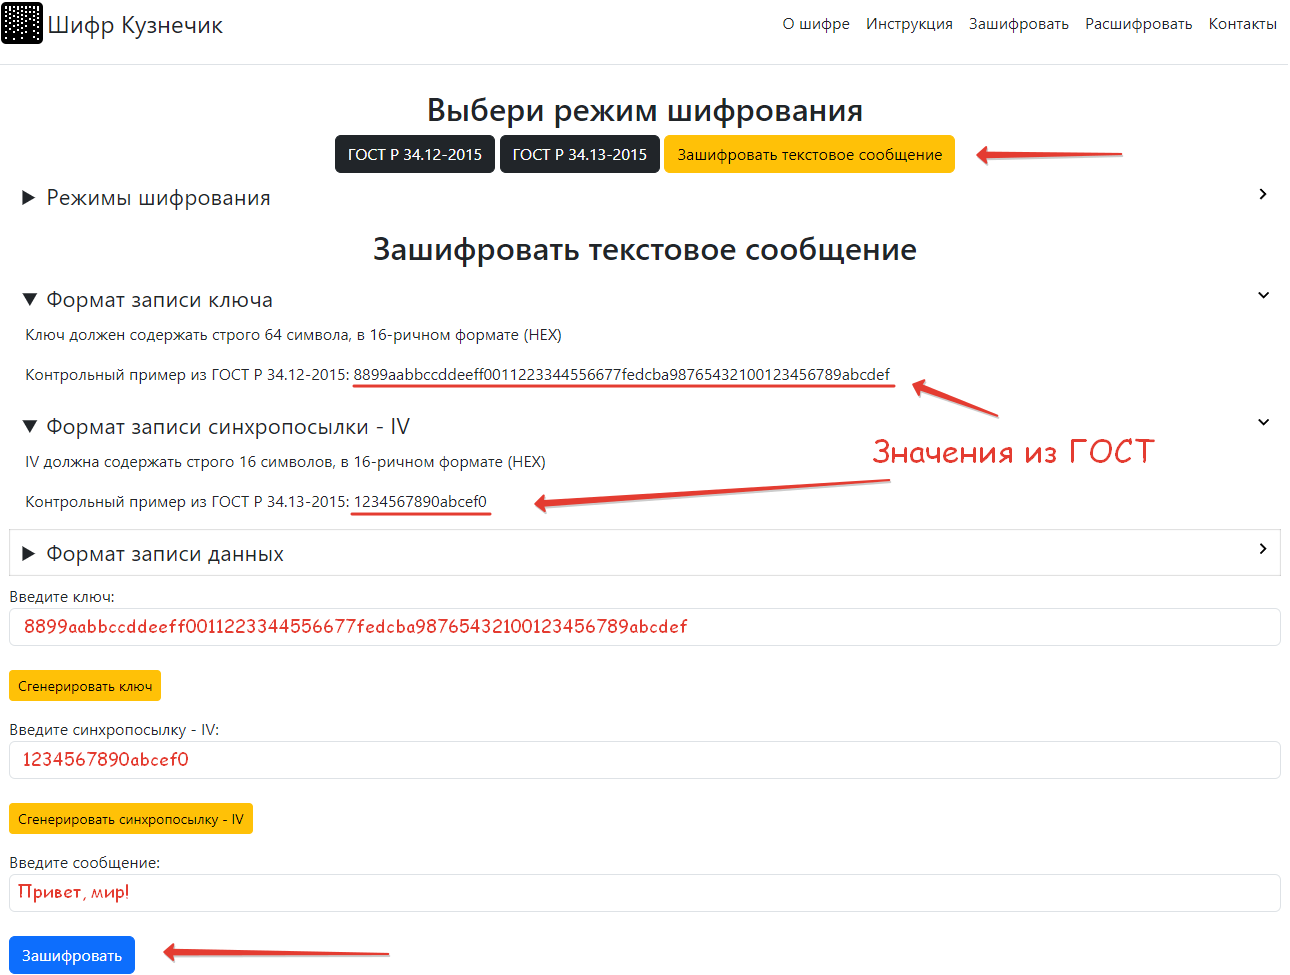 Шифр Кузнечик
О шифре Инструкция Зашифровать Расшифровать Контакты
Выбери режим шифрования
ГОСТ Р 34.12-2015 ГОСТ Р 34.13-2015 Зашифровать текстовое сообщение
Режимы шифрования
Зашифровать текстовое сообщение
Формат записи ключа
Ключ должен содержать строго 64 символа, в 16-ричном формате (HEX)
Контрольный пример из ГОСТ Р 34.12-2015: 8899aabbccddeeff0011223344556677fedcba98765432100123456789abcdef
Формат записи синхропосылки - IV
Значения из ГОСТ
IV должна содержать строго 16 символов, в 16-ричном формате (HEX)
Контрольный пример из ГОСТ Р 34.13-2015: 1234567890abcef0
Формат записи данных
Введите ключ:
8899aabbccddeeff0011223344556677fedcba98765432100123456789abcdef
Сгенерировать ключ
Введите синхропосылку - IV:
1234567890abcef0
Сгенерировать синхропосылку - IV
Введите сообщение:
Привет, мир!
Зашифровать